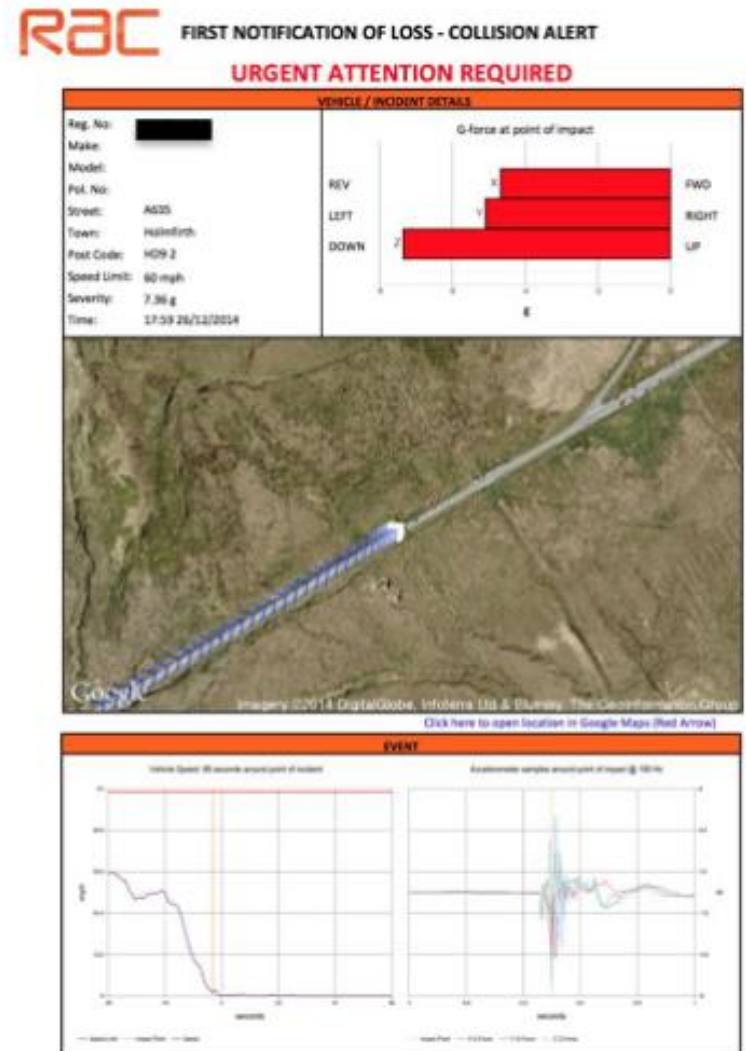 RAC FIRST NOTIFICATION OF LOSS - COLLISION ALERT
URGENT ATTENTION REQUIRED
VEHICLE / INCIDENT DETAILS
Reg. No:
Make:
Model:
Pol. No:
Street: A635
Town: Holmfirth
Post Code: HD9 2
Speed Limit: 60 mph
Severity: 7.36 g
Time: 17:59 26/12/2014
G-force at point of impact
REV X FWD
LEFT Y RIGHT
DOWN Z UP
g
Google
Imagery ©2014 DigitalGlobe, Infoterra Ltd & Bluesky, The GeoInformation Group
Click here to open location in Google Maps (Red Arrow)
EVENT
Vehicle Speed: 60 seconds around point of incident
Accelerometer samples around point of impact @ 100 Hz
seconds
seconds